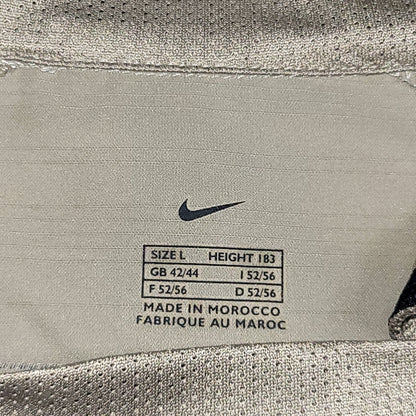 SIZE L HEIGHT 183
GB 42/44 I 52/56
F 52/56 D 52/56
MADE IN MOROCCO
FABRIQUE AU MAROC